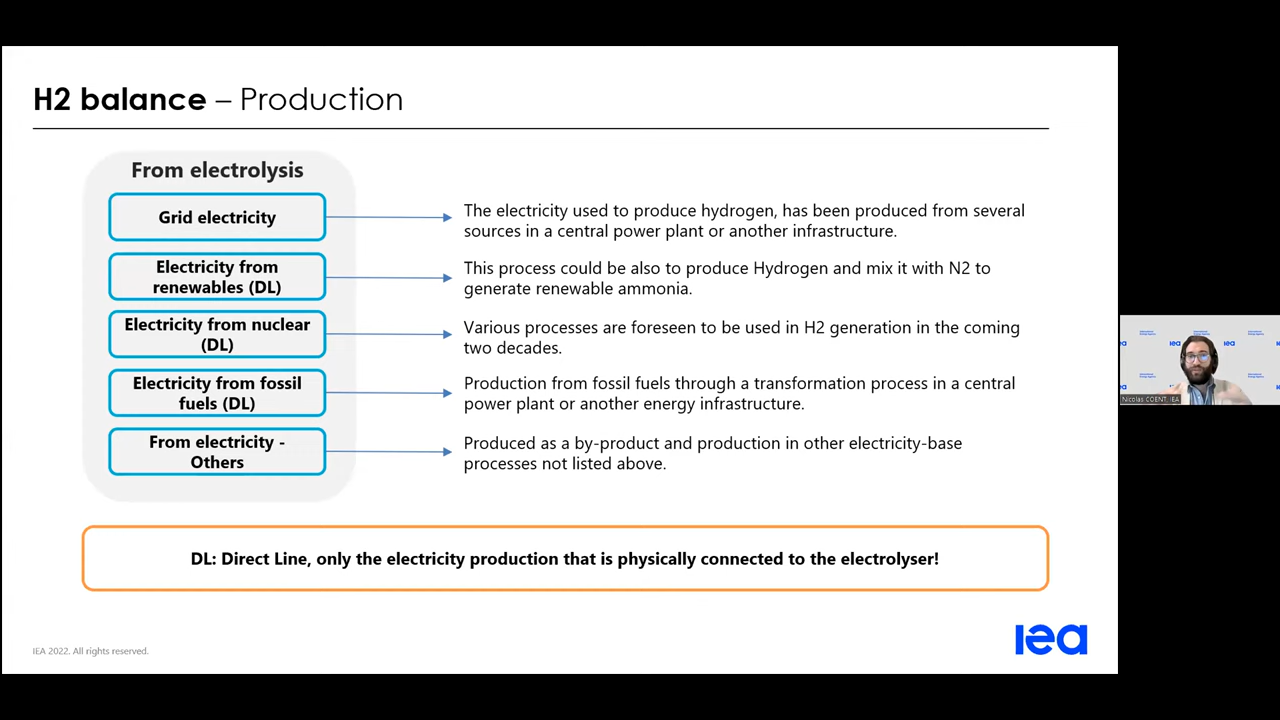 H2 balance – Production
From electrolysis
Grid electricity
The electricity used to produce hydrogen, has been produced from several
sources in a central power plant or another infrastructure.
Electricity from
renewables (DL)
This process could be also to produce Hydrogen and mix it with N2 to
generate renewable ammonia.
Electricity from nuclear
(DL)
Various processes are foreseen to be used in H2 generation in the coming
two decades.
Electricity from fossil
fuels (DL)
Production from fossil fuels through a transformation process in a central
power plant or another energy infrastructure.
From electricity -
Others
Produced as a by-product and production in other electricity-base
processes not listed above.
DL: Direct Line, only the electricity production that is physically connected to the electrolyser!
IEA 2022. All rights reserved.
iea
iea
Nicolas COENT, IEA